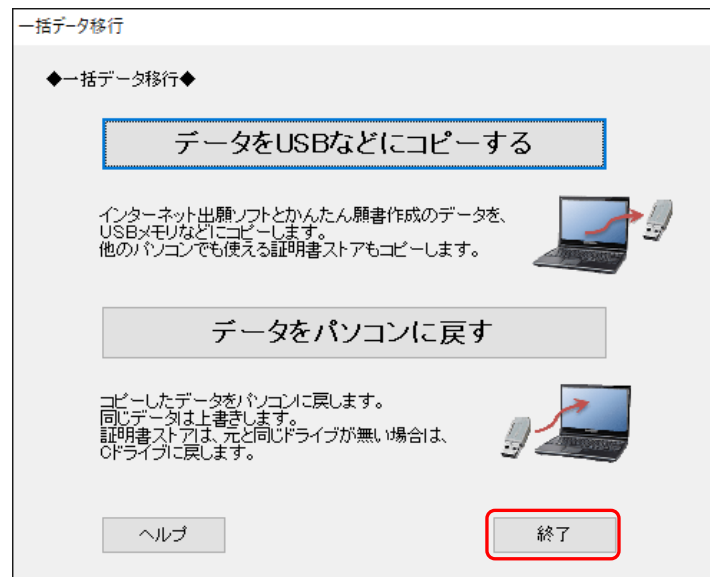 一括データ移行
◆一括データ移行◆
データをUSBなどにコピーする
インターネット出願ソフトとかんたん願書作成のデータを、
USBメモリなどにコピーします。
他のパソコンでも使える証明書ストアもコピーします。
データをパソコンに戻す
コピーしたデータをパソコンに戻します。
同じデータは上書きします。
証明書ストアは、元と同じドライブが無い場合は、
Cドライブに戻します。
ヘルプ
終了